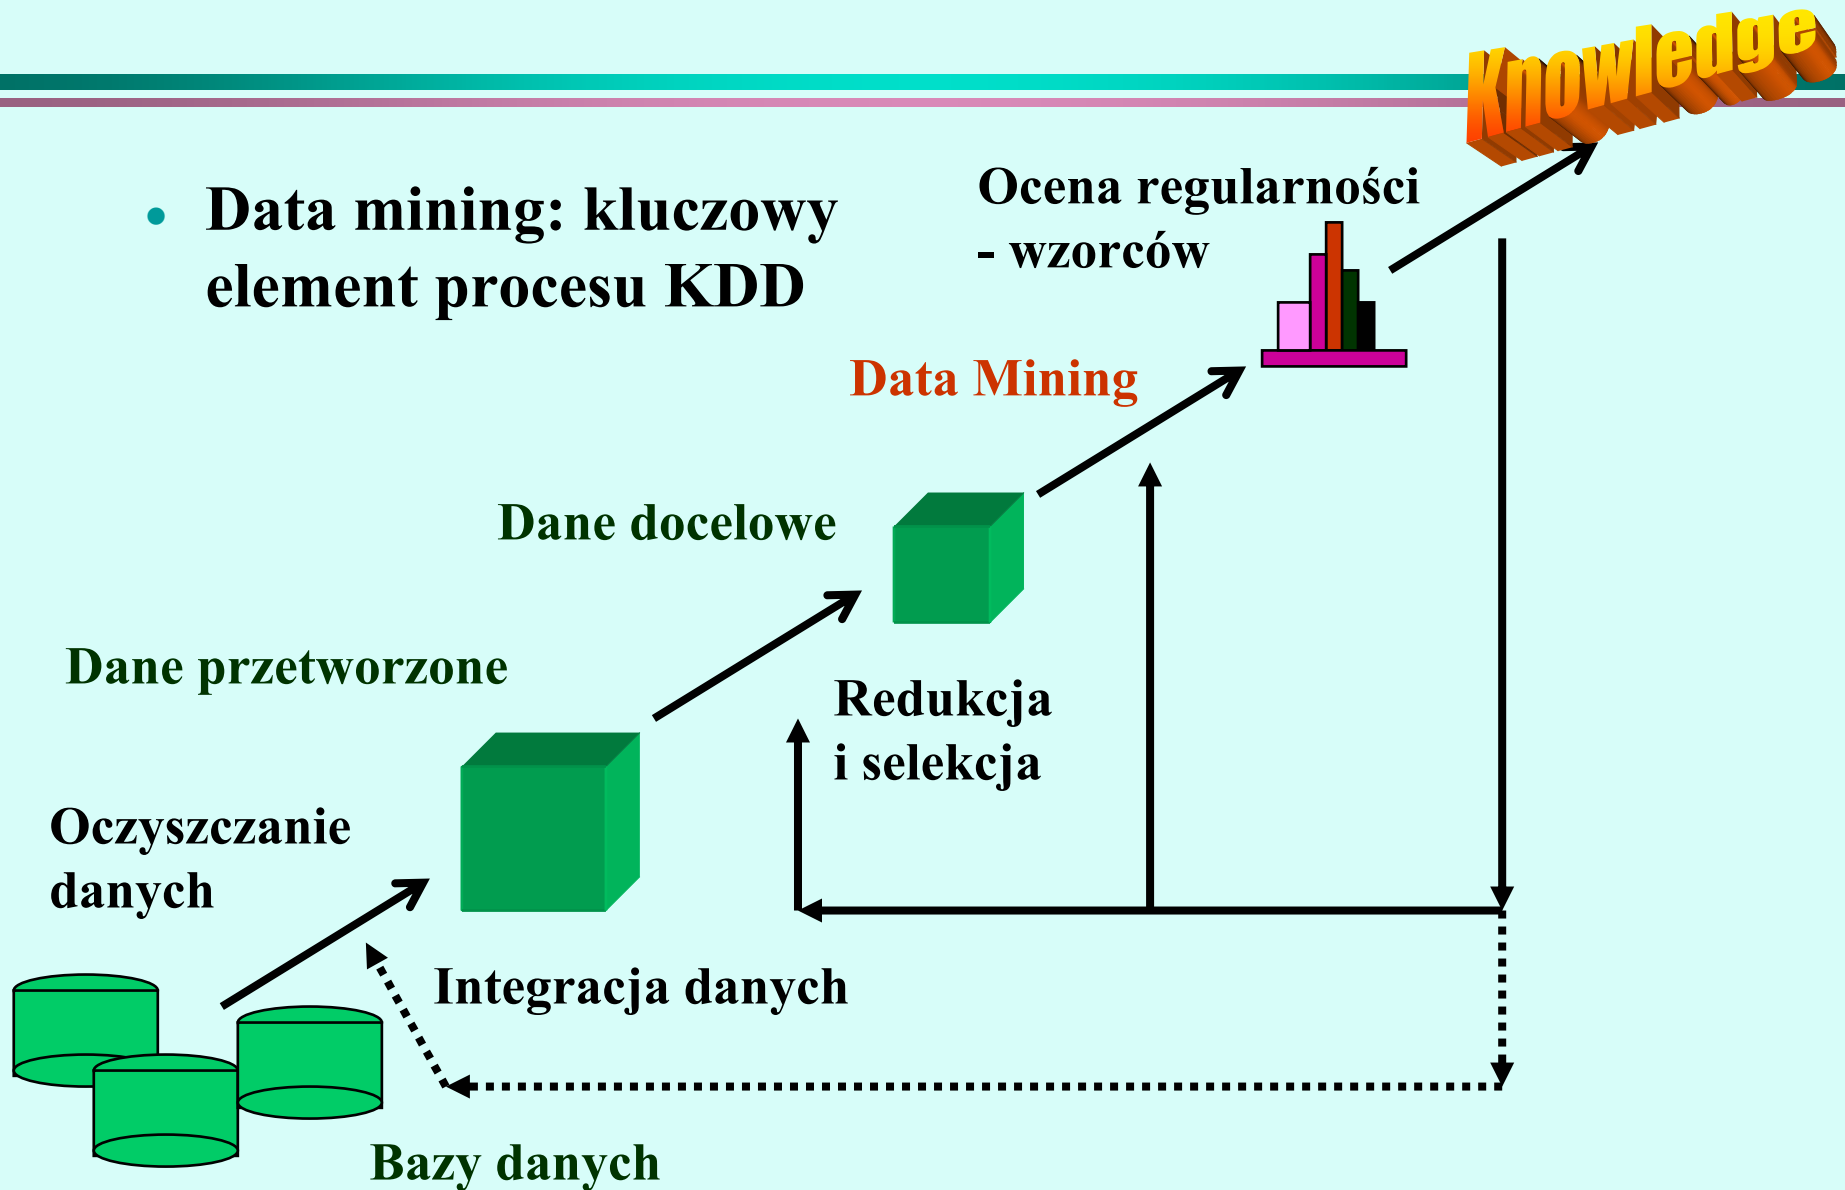 Knowledge
• Data mining: kluczowy
element procesu KDD
Ocena regularności
- wzorców
Data Mining
Dane docelowe
Dane przetworzone
Redukcja
i selekcja
Oczyszczanie
danych
Integracja danych
Bazy danych